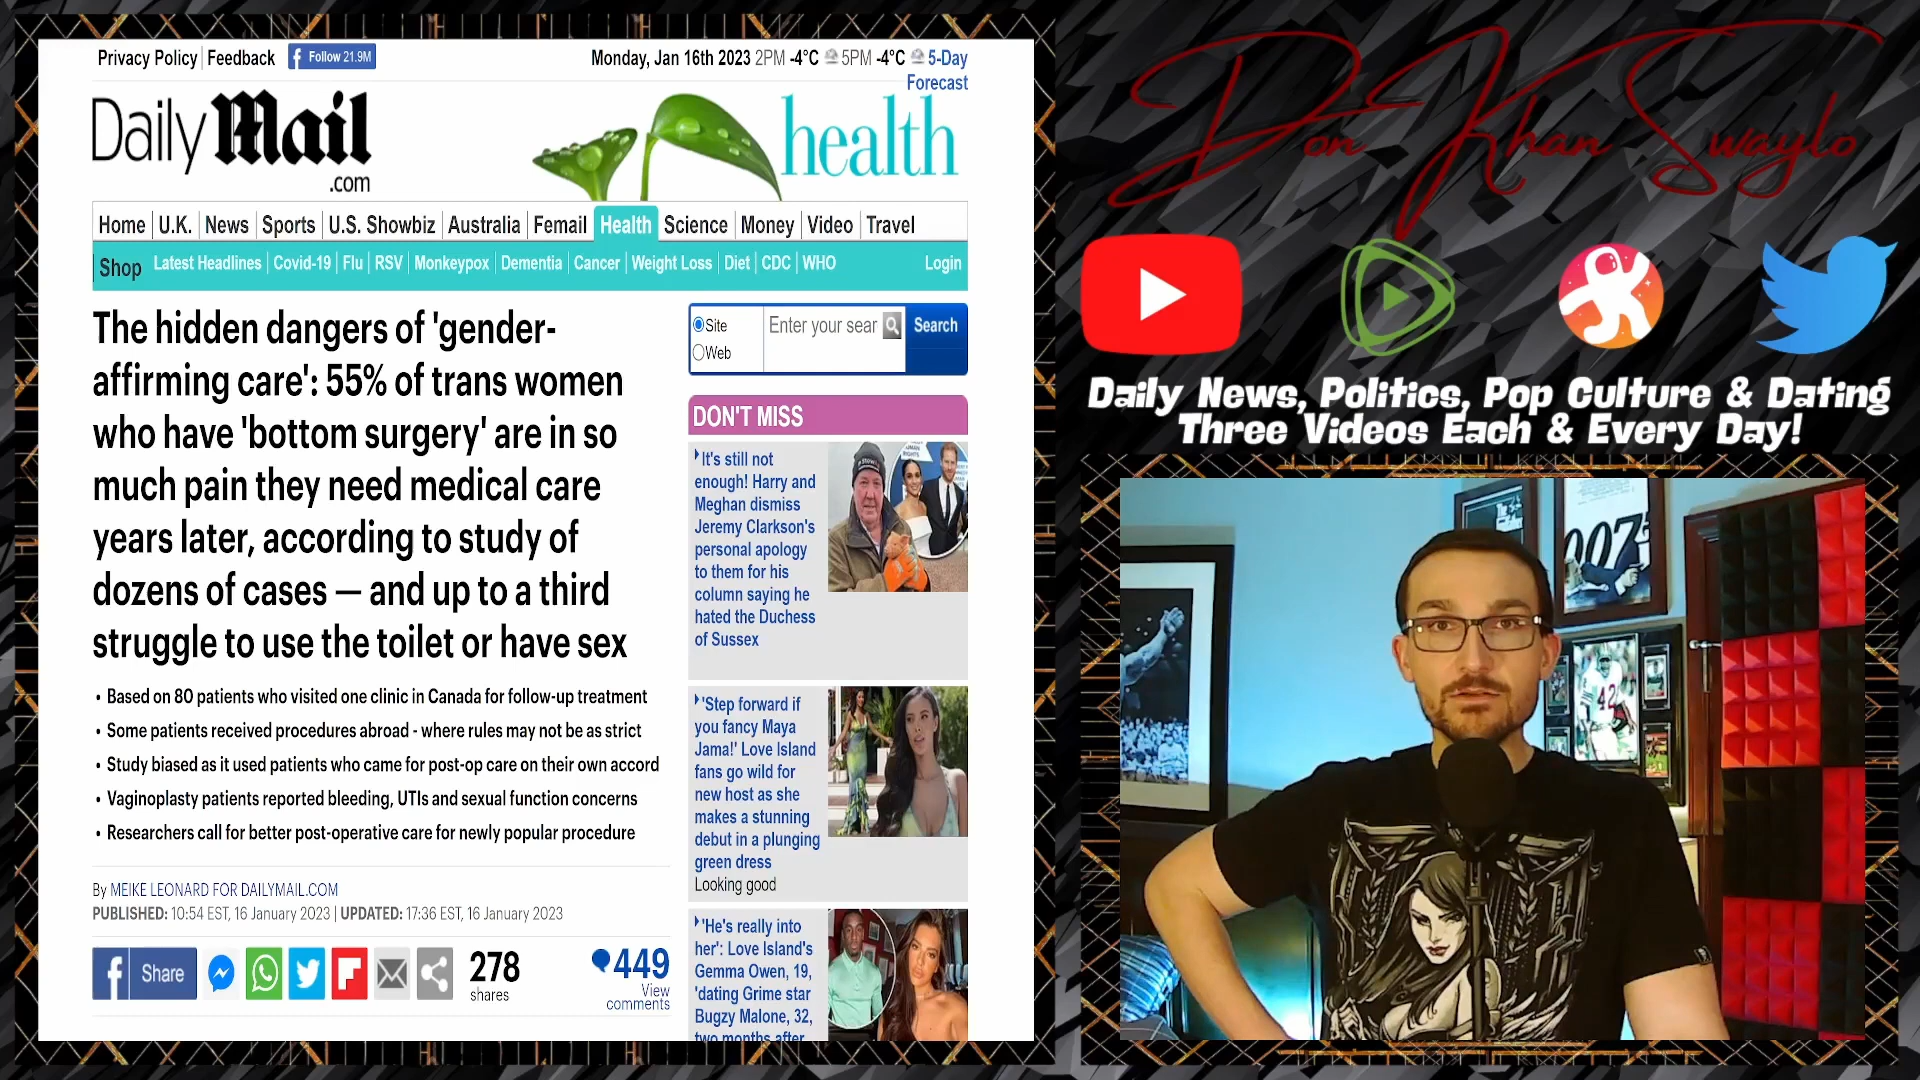 Privacy Policy Feedback Follow 21.9M Monday, Jan 16th 2023 2PM -4°C 5PM -4°C 5-Day
Forecast
Daily Mail
.com
health
Home U.K. News Sports U.S. Showbiz Australia Femail Health Science Money Video Travel
Shop Latest Headlines Covid-19 Flu RSV Monkeypox Dementia Cancer Weight Loss Diet CDC WHO Login
The hidden dangers of 'gender-
affirming care': 55% of trans women
who have 'bottom surgery' are in so
much pain they need medical care
years later, according to study of
dozens of cases — and up to a third
struggle to use the toilet or have sex
• Based on 80 patients who visited one clinic in Canada for follow-up treatment
• Some patients received procedures abroad - where rules may not be as strict
• Study biased as it used patients who came for post-op care on their own accord
• Vaginoplasty patients reported bleeding, UTIs and sexual function concerns
• Researchers call for better post-operative care for newly popular procedure
By MEIKE LEONARD FOR DAILYMAIL.COM
PUBLISHED: 10:54 EST, 16 January 2023 | UPDATED: 17:36 EST, 16 January 2023
Share
278
shares
449
View
comments
Site
Web
Enter your sear
Search
DON'T MISS
It's still not
enough! Harry and
Meghan dismiss
Jeremy Clarkson's
personal apology
to them for his
column saying he
hated the Duchess
of Sussex
'Step forward if
you fancy Maya
Jama!' Love Island
fans go wild for
new host as she
makes a stunning
debut in a plunging
green dress
Looking good
'He's really into
her': Love Island's
Gemma Owen, 19,
'dating Grime star
Bugzy Malone, 32,
two months after
Don Khan Swaylo
Daily News, Politics, Pop Culture & Dating
Three Videos Each & Every Day!
007
42